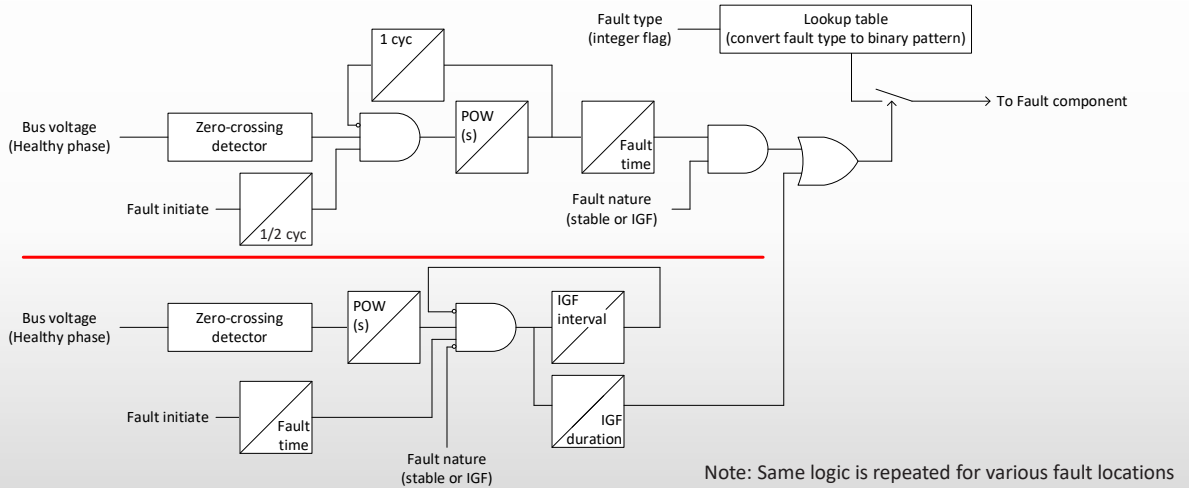 Fault type
(integer flag)
Lookup table
(convert fault type to binary pattern)
1 cyc
To Fault component
Bus voltage
(Healthy phase)
Zero-crossing
detector
POW
(s)
Fault
time
Fault nature
(stable or IGF)
Fault initiate
1/2 cyc
Bus voltage
(Healthy phase)
Zero-crossing
detector
POW
(s)
IGF
interval
Fault initiate
Fault
time
IGF
duration
Fault nature
(stable or IGF)
Note: Same logic is repeated for various fault locations